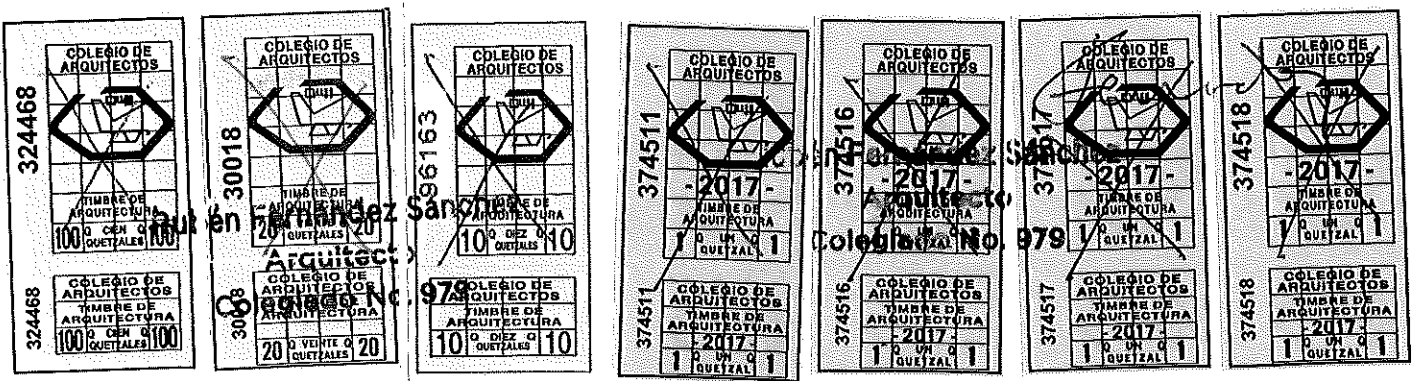 324468
COLEGIO DE
ARQUITECTOS
TIMBRE DE
ARQUITECTURA
100 Q CIEN Q 100
QUETZALES
324468
COLEGIO DE
ARQUITECTOS
TIMBRE DE
ARQUITECTURA
100 Q CIEN Q 100
QUETZALES
30018
COLEGIO DE
ARQUITECTOS
TIMBRE DE
ARQUITECTURA
20 QUETZALES 20
COLEGIO DE
ARQUITECTOS
TIMBRE DE
ARQUITECTURA
20 Q VEINTE Q 20
QUETZALES
961163
COLEGIO DE
ARQUITECTOS
TIMBRE DE
ARQUITECTURA
10 Q DIEZ Q 10
QUETZALES
COLEGIO DE
ARQUITECTOS
TIMBRE DE
ARQUITECTURA
10 Q DIEZ Q 10
QUETZALES
Rubén Hernández Sánchez
Arquitecto
Colegiado No. 979
374511
COLEGIO DE
ARQUITECTOS
- 2017 -
TIMBRE DE
ARQUITECTURA
1 Q UN Q 1
QUETZAL
374511
COLEGIO DE
ARQUITECTOS
TIMBRE DE
ARQUITECTURA
- 2017 -
1 Q UN Q 1
QUETZAL
374516
COLEGIO DE
ARQUITECTOS
- 2017 -
TIMBRE DE
ARQUITECTURA
1 QUETZAL 1
374516
COLEGIO DE
ARQUITECTOS
TIMBRE DE
ARQUITECTURA
- 2017 -
1 Q UN Q 1
QUETZAL
374517
COLEGIO DE
ARQUITECTOS
- 2017 -
TIMBRE DE
ARQUITECTURA
1 Q UN Q 1
QUETZAL
374517
COLEGIO DE
ARQUITECTOS
TIMBRE DE
ARQUITECTURA
- 2017 -
1 Q UN Q 1
QUETZAL
374518
COLEGIO DE
ARQUITECTOS
- 2017 -
TIMBRE DE
ARQUITECTURA
1 Q UN Q 1
QUETZAL
374518
COLEGIO DE
ARQUITECTOS
TIMBRE DE
ARQUITECTURA
- 2017 -
1 Q UN Q 1
QUETZAL
Hernández Sánchez
Arquitecto
Colegiado No. 979